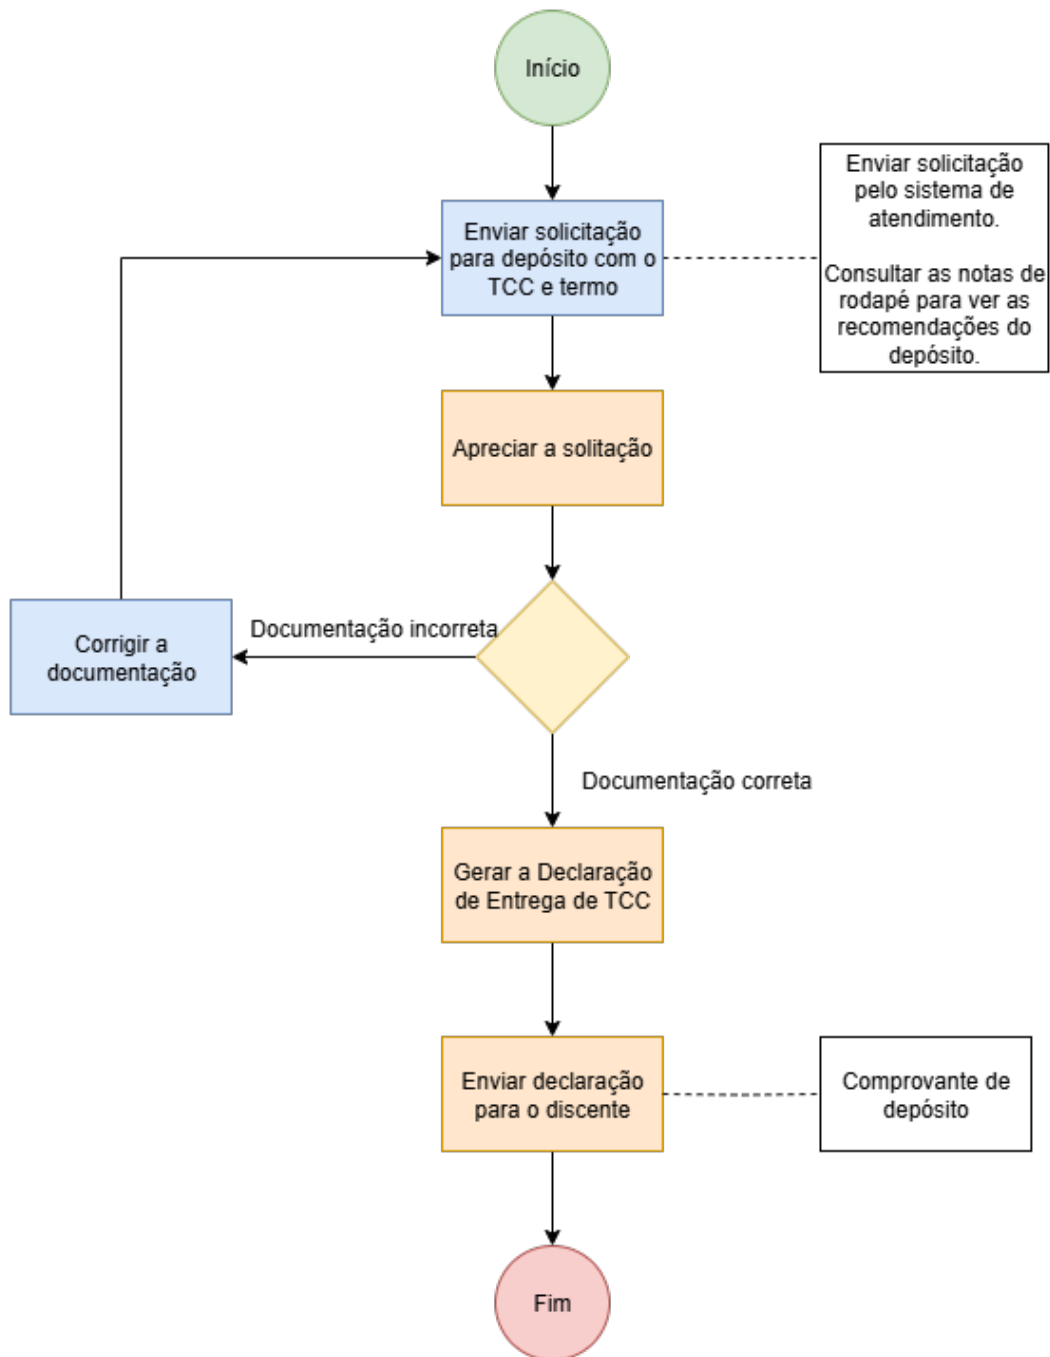 Início
Enviar solicitação
para depósito com o
TCC e termo
Enviar solicitação
pelo sistema de
atendimento.
Consultar as notas de
rodapé para ver as
recomendações do
depósito.
Apreciar a solitação
Documentação incorreta
Corrigir a
documentação
Documentação correta
Gerar a Declaração
de Entrega de TCC
Enviar declaração
para o discente
Comprovante de
depósito
Fim